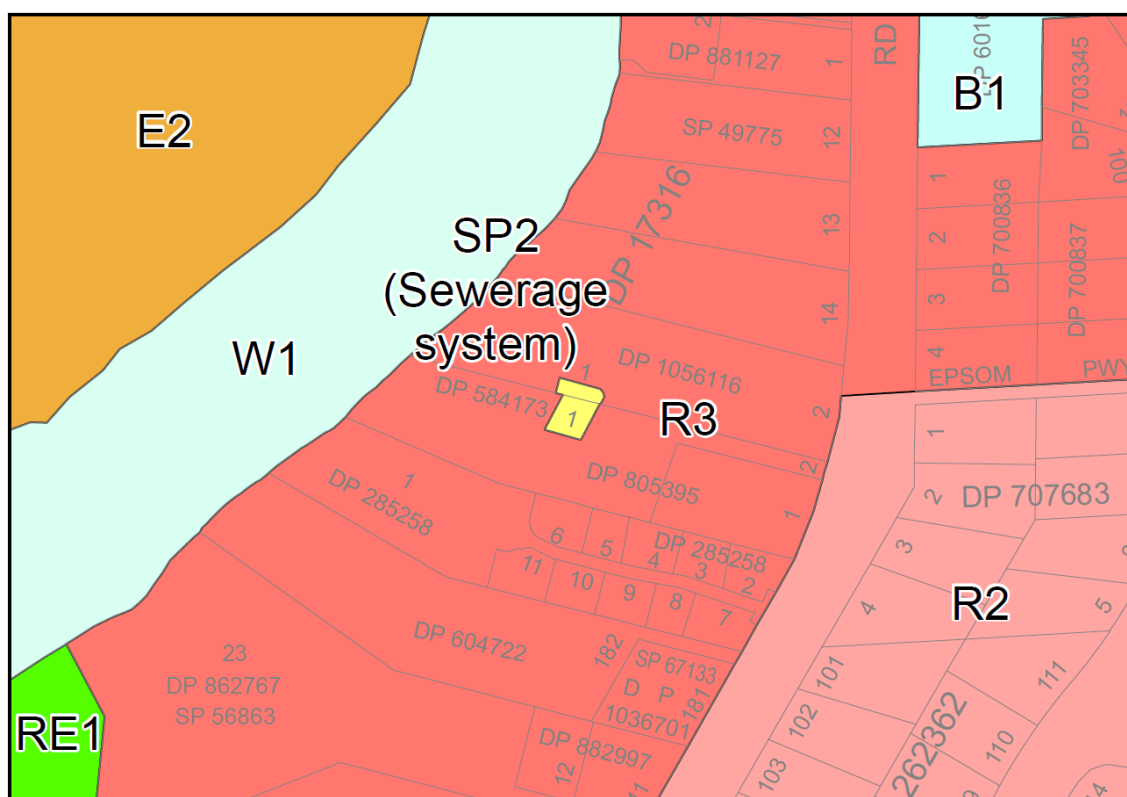 2
DP 881127
1
RD
B1
DP 703345
E2
SP 49775
12
100
DP 17316
1
2
3
4
DP 700836
DP 700837
13
SP2
(Sewerage
system)
14
W1
EPSOM
PWY
1
DP 1056116
2
DP 584173
1
R3
2
DP 805395
1
1
DP 285258
6
5
4
3
2
DP 285258
11
10
9
8
7
1
2
DP 707683
3
4
R2
5
DP 604722
182
SP 67133
D P
1036701
181
23
DP 862767
SP 56863
RE1
DP 882997
12
11
101
102
103
262362
111
110